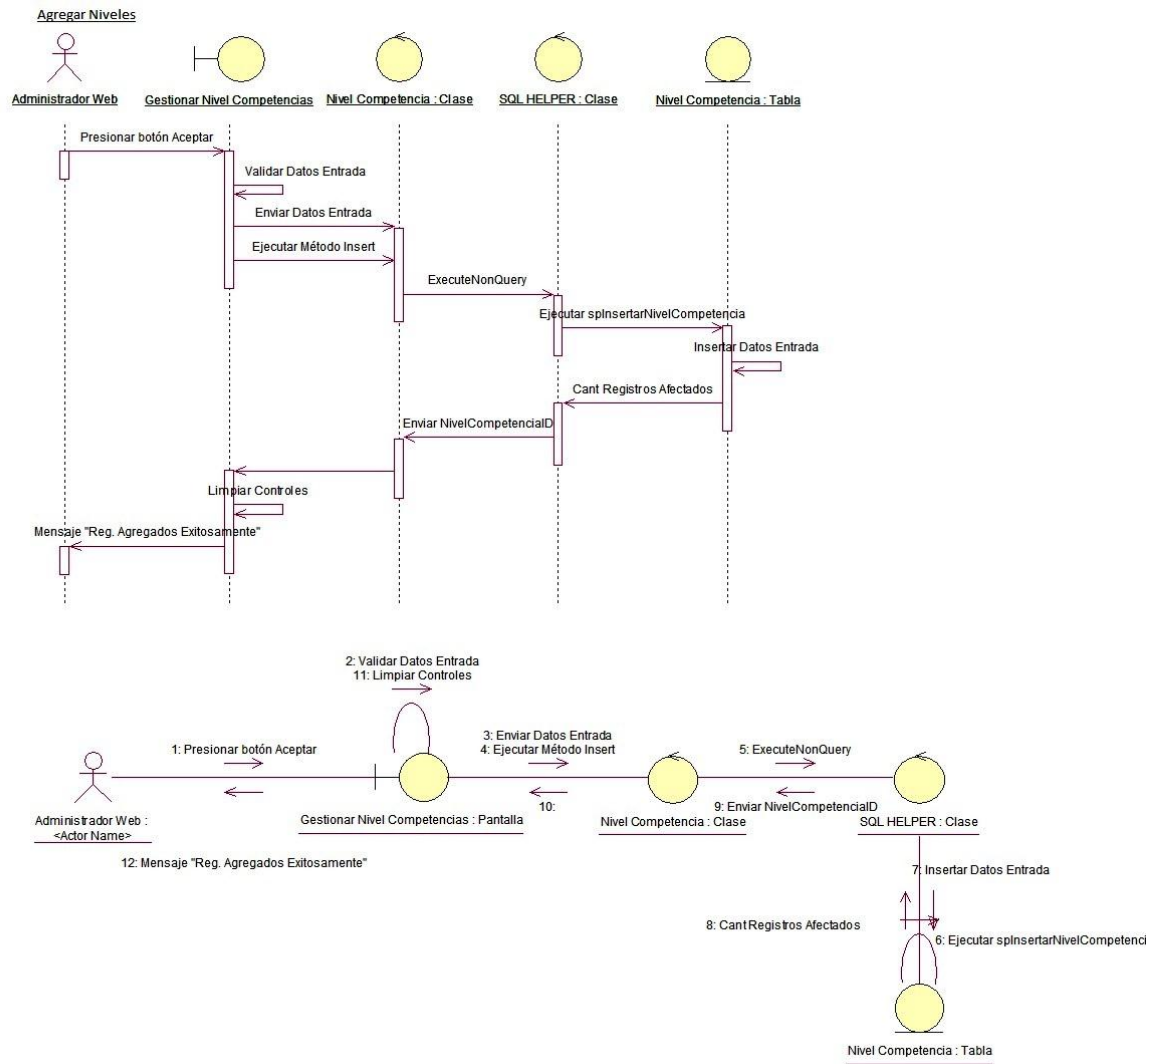 Agregar Niveles
Administrador Web
Gestionar Nivel Competencias
Nivel Competencia : Clase
SQL HELPER : Clase
Nivel Competencia : Tabla
Presionar botón Aceptar
Validar Datos Entrada
Enviar Datos Entrada
Ejecutar Método Insert
ExecuteNonQuery
Ejecutar spInsertarNivelCompetencia
Insertar Datos Entrada
Cant Registros Afectados
Enviar NivelCompetenciaID
Limpiar Controles
Mensaje "Reg. Agregados Exitosamente"
2: Validar Datos Entrada
11: Limpiar Controles
1: Presionar botón Aceptar
3: Enviar Datos Entrada
4: Ejecutar Método Insert
5: ExecuteNonQuery
10:
9: Enviar NivelCompetenciaID
Administrador Web :
<Actor Name>
Gestionar Nivel Competencias : Pantalla
Nivel Competencia : Clase
SQL HELPER : Clase
12: Mensaje "Reg. Agregados Exitosamente"
7: Insertar Datos Entrada
8: Cant Registros Afectados
6: Ejecutar spInsertarNivelCompetenci
Nivel Competencia : Tabla